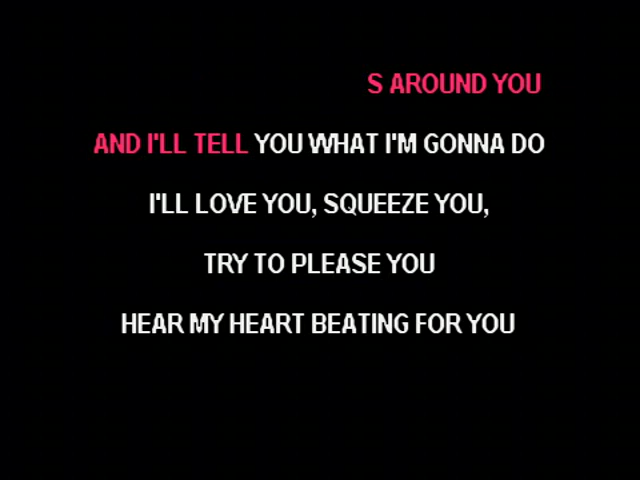 S AROUND YOU
AND I'LL TELL YOU WHAT I'M GONNA DO
I'LL LOVE YOU, SQUEEZE YOU,
TRY TO PLEASE YOU
HEAR MY HEART BEATING FOR YOU